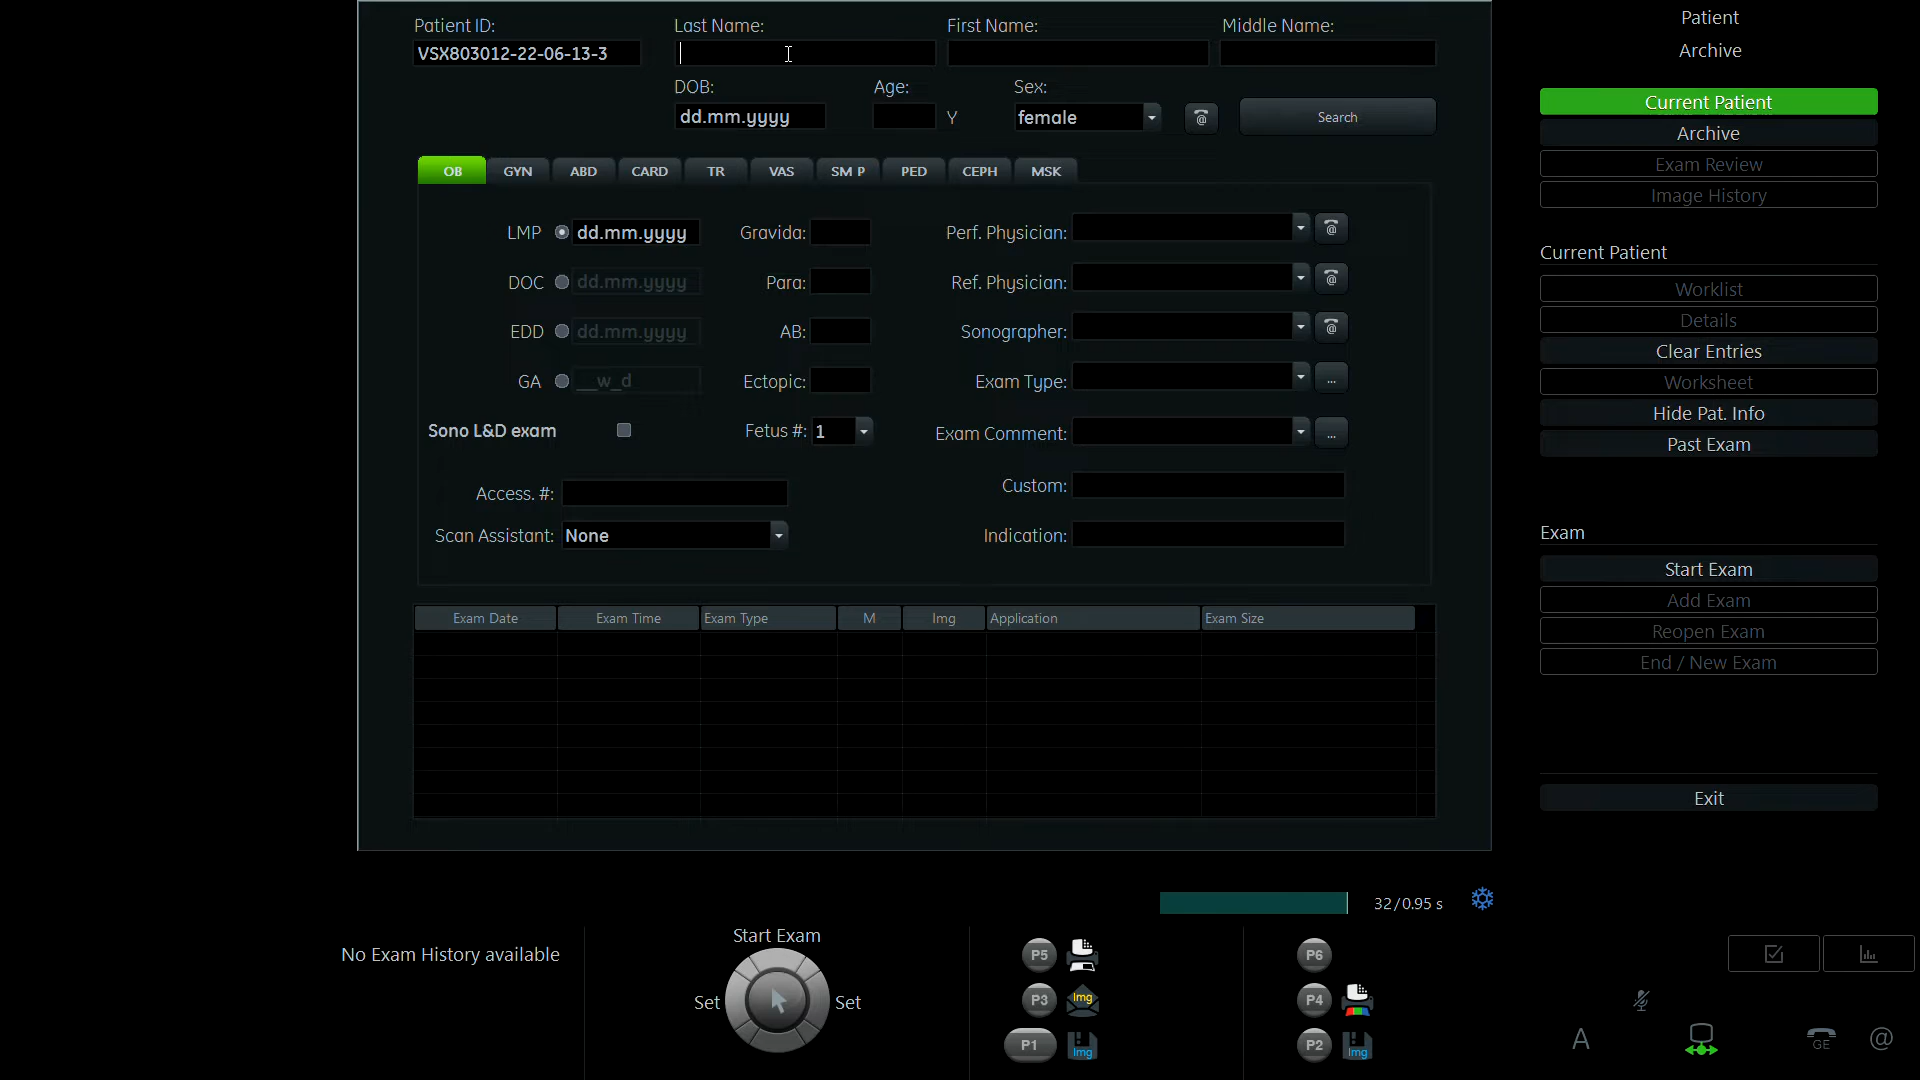 Patient ID:
Last Name:
First Name:
Middle Name:
VSX803012-22-06-13-3
DOB:
Age:
Sex:
dd.mm.yyyy
Y
female
Search
OB
GYN
ABD
CARD
TR
VAS
SM P
PED
CEPH
MSK
LMP
dd.mm.yyyy
Gravida:
Perf. Physician:
DOC
dd.mm.yyyy
Para:
Ref. Physician:
EDD
dd.mm.yyyy
AB:
Sonographer:
GA
__w_d
Ectopic:
Exam Type:
...
Sono L&D exam
Fetus #:
1
Exam Comment:
...
Access. #:
Custom:
Scan Assistant:
None
Indication:
Exam Date
Exam Time
Exam Type
M
Img
Application
Exam Size
Patient
Archive
Current Patient
Archive
Exam Review
Image History
Current Patient
Worklist
Details
Clear Entries
Worksheet
Hide Pat. Info
Past Exam
Exam
Start Exam
Add Exam
Reopen Exam
End / New Exam
Exit
32/0.95 s
No Exam History available
Start Exam
Set
Set
P5
P3
Img
P1
Img
P6
P4
P2
Img
A
GE
@